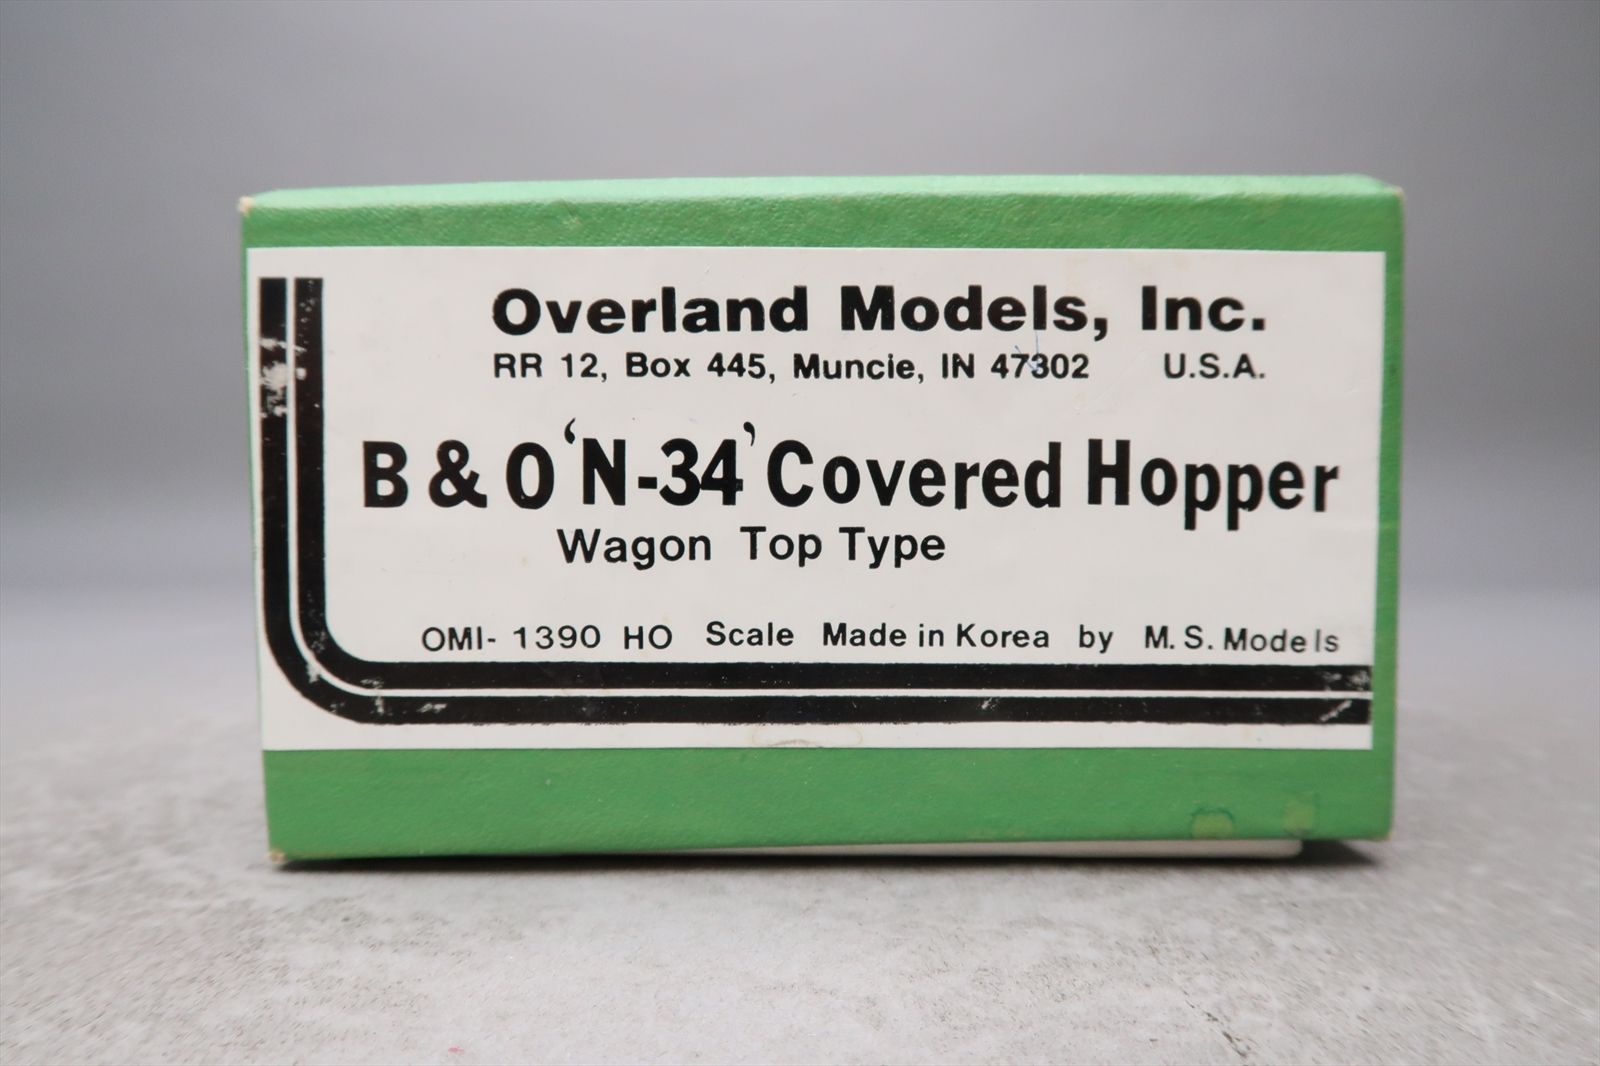 Overland Models, Inc.
RR 12, Box 445, Muncie, IN 47302 U.S.A.
B & O 'N-34' Covered Hopper
Wagon Top Type
OMI- 1390 HO Scale Made in Korea by M. S. Models